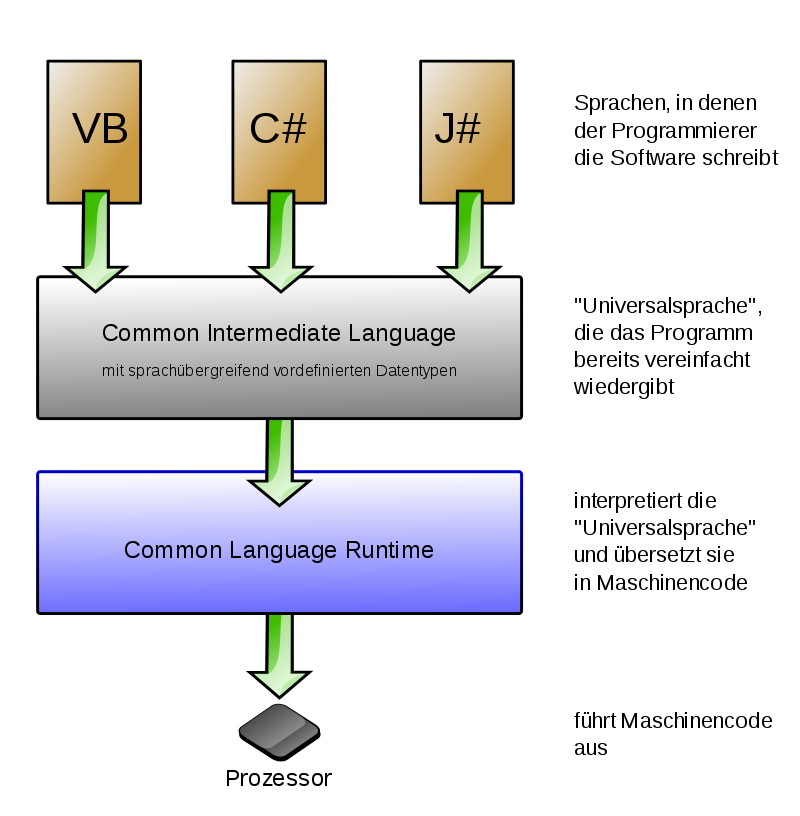 VB
C#
J#
Sprachen, in denen
der Programmierer
die Software schreibt
Common Intermediate Language
mit sprachübergreifend vordefinierten Datentypen
"Universalsprache",
die das Programm
bereits vereinfacht
wiedergibt
Common Language Runtime
interpretiert die
"Universalsprache"
und übersetzt sie
in Maschinencode
Prozessor
führt Maschinencode
aus